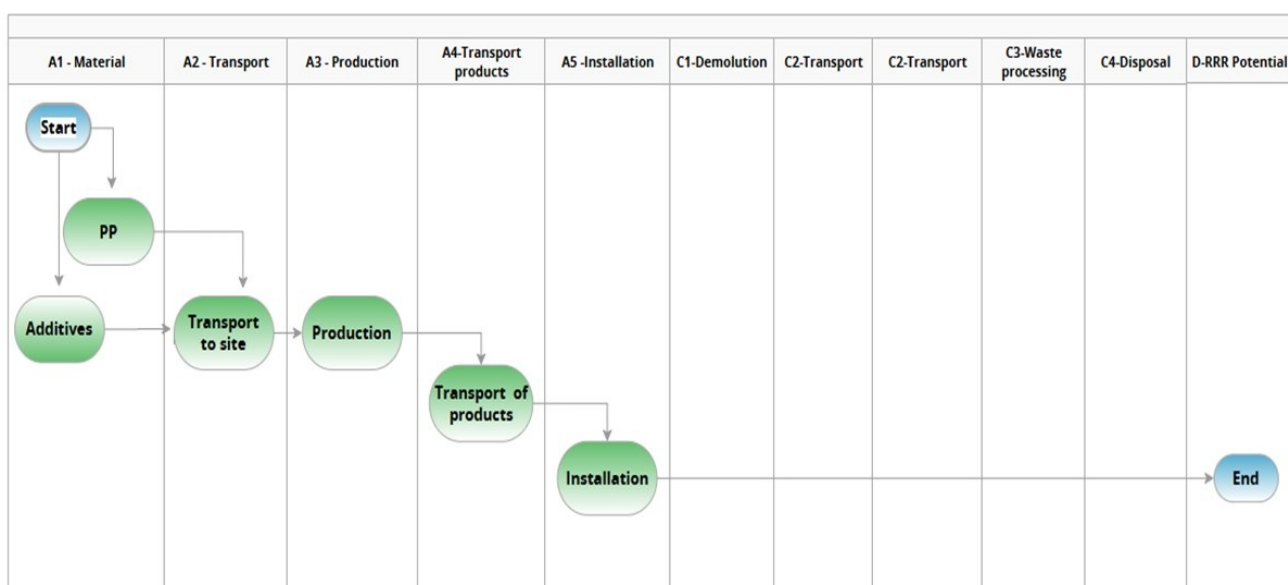 A1 - Material
A2 - Transport
A3 - Production
A4-Transport
products
A5 -Installation
C1-Demolution
C2-Transport
C2-Transport
C3-Waste
processing
C4-Disposal
D-RRR Potential
Start
PP
Additives
Transport
to site
Production
Transport of
products
Installation
End